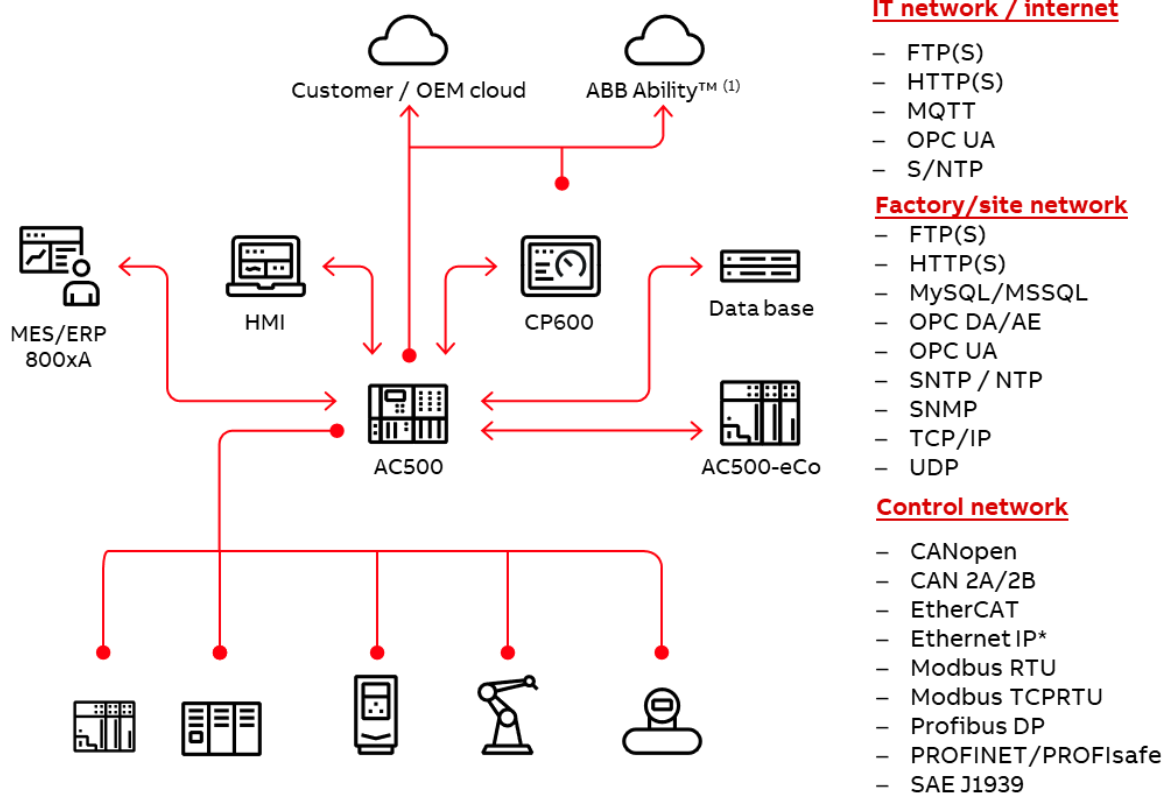 Customer / OEM cloud
ABB Ability™ (1)
MES/ERP
800xA
HMI
CP600
Data base
AC500
AC500-eCo
IT network / internet
– FTP(S)
– HTTP(S)
– MQTT
– OPC UA
– S/NTP
Factory/site network
– FTP(S)
– HTTP(S)
– MySQL/MSSQL
– OPC DA/AE
– OPC UA
– SNTP / NTP
– SNMP
– TCP/IP
– UDP
Control network
– CANopen
– CAN 2A/2B
– EtherCAT
– Ethernet IP*
– Modbus RTU
– Modbus TCPRTU
– Profibus DP
– PROFINET/PROFIsafe
– SAE J1939